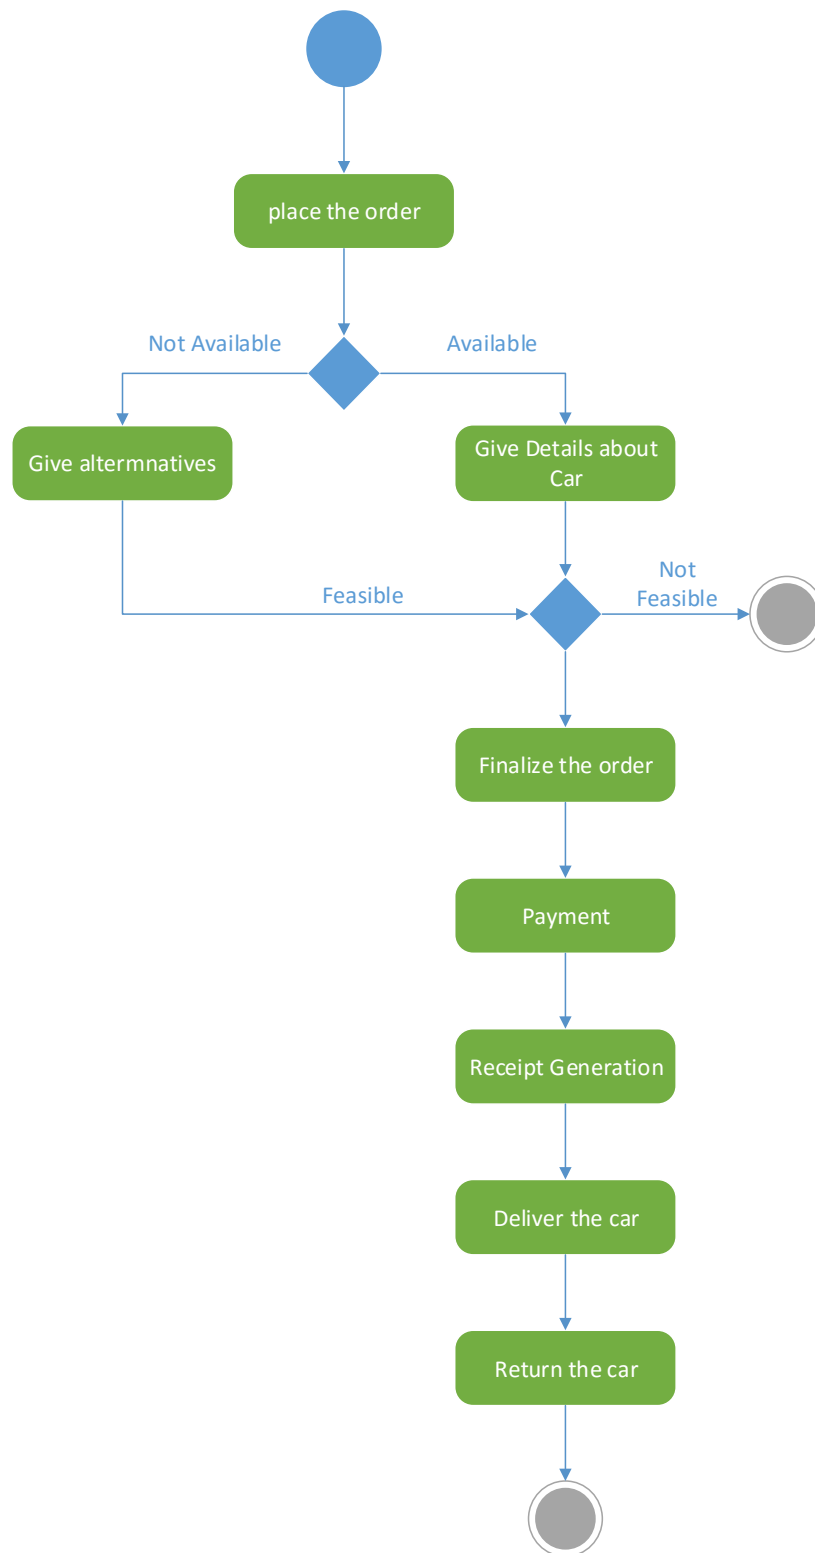 place the order
Not Available
Available
Give altermnatives
Give Details about
Car
Feasible
Not
Feasible
Finalize the order
Payment
Receipt Generation
Deliver the car
Return the car